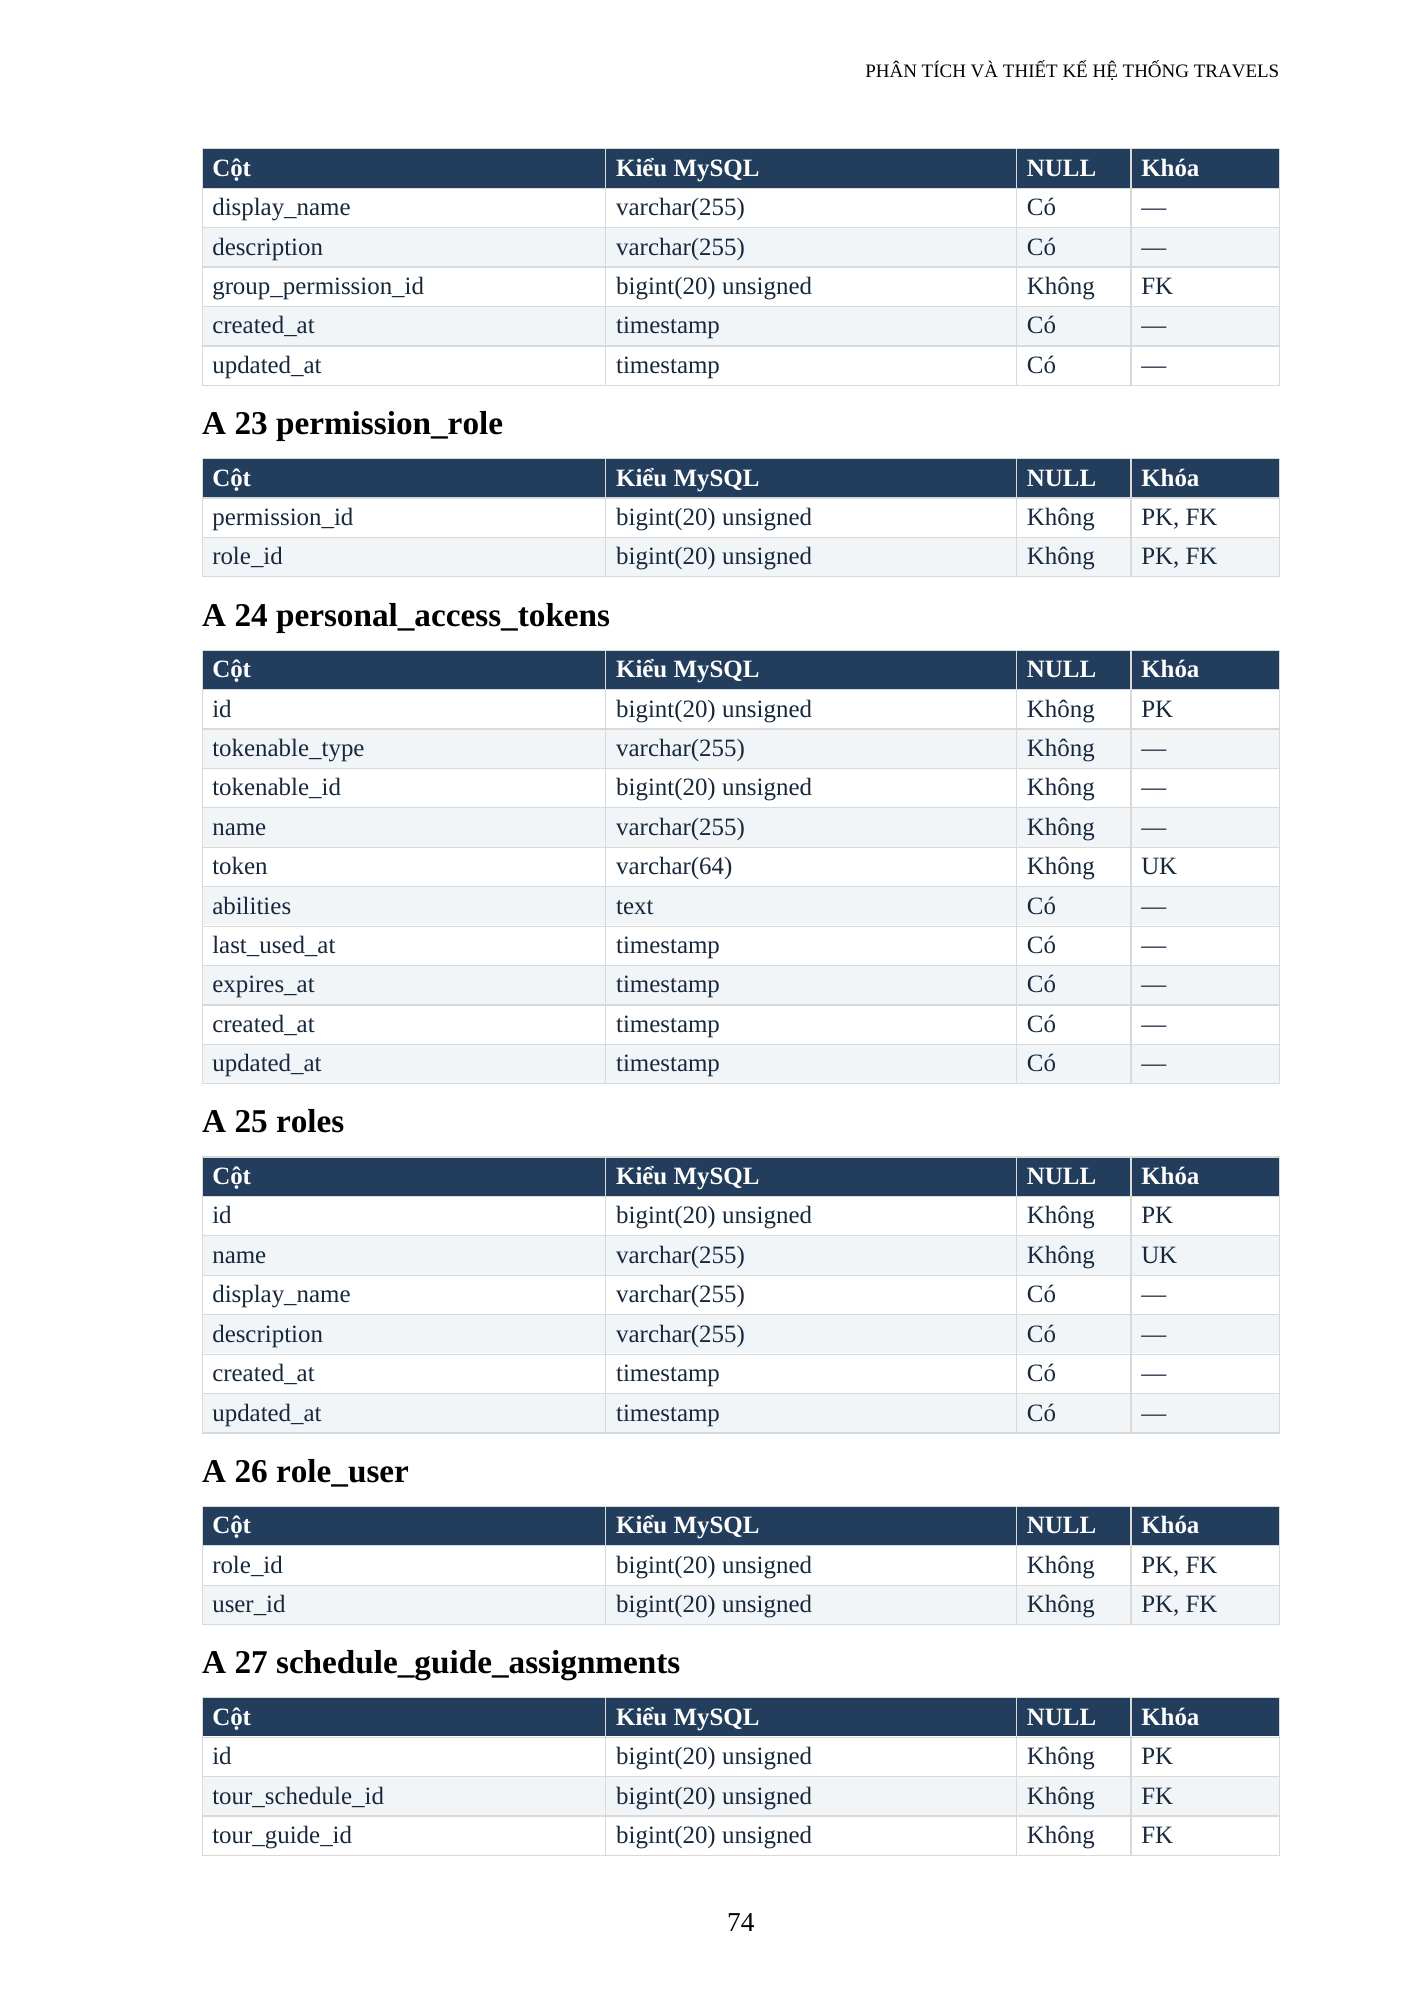 PHÂN TÍCH VÀ THIẾT KẾ HỆ THỐNG TRAVELS
Cột Kiểu MySQL NULL Khóa
display_name varchar(255) Có —
description varchar(255) Có —
group_permission_id bigint(20) unsigned Không FK
created_at timestamp Có —
updated_at timestamp Có —
A 23 permission_role
Cột Kiểu MySQL NULL Khóa
permission_id bigint(20) unsigned Không PK, FK
role_id bigint(20) unsigned Không PK, FK
A 24 personal_access_tokens
Cột Kiểu MySQL NULL Khóa
id bigint(20) unsigned Không PK
tokenable_type varchar(255) Không —
tokenable_id bigint(20) unsigned Không —
name varchar(255) Không —
token varchar(64) Không UK
abilities text Có —
last_used_at timestamp Có —
expires_at timestamp Có —
created_at timestamp Có —
updated_at timestamp Có —
A 25 roles
Cột Kiểu MySQL NULL Khóa
id bigint(20) unsigned Không PK
name varchar(255) Không UK
display_name varchar(255) Có —
description varchar(255) Có —
created_at timestamp Có —
updated_at timestamp Có —
A 26 role_user
Cột Kiểu MySQL NULL Khóa
role_id bigint(20) unsigned Không PK, FK
user_id bigint(20) unsigned Không PK, FK
A 27 schedule_guide_assignments
Cột Kiểu MySQL NULL Khóa
id bigint(20) unsigned Không PK
tour_schedule_id bigint(20) unsigned Không FK
tour_guide_id bigint(20) unsigned Không FK
74